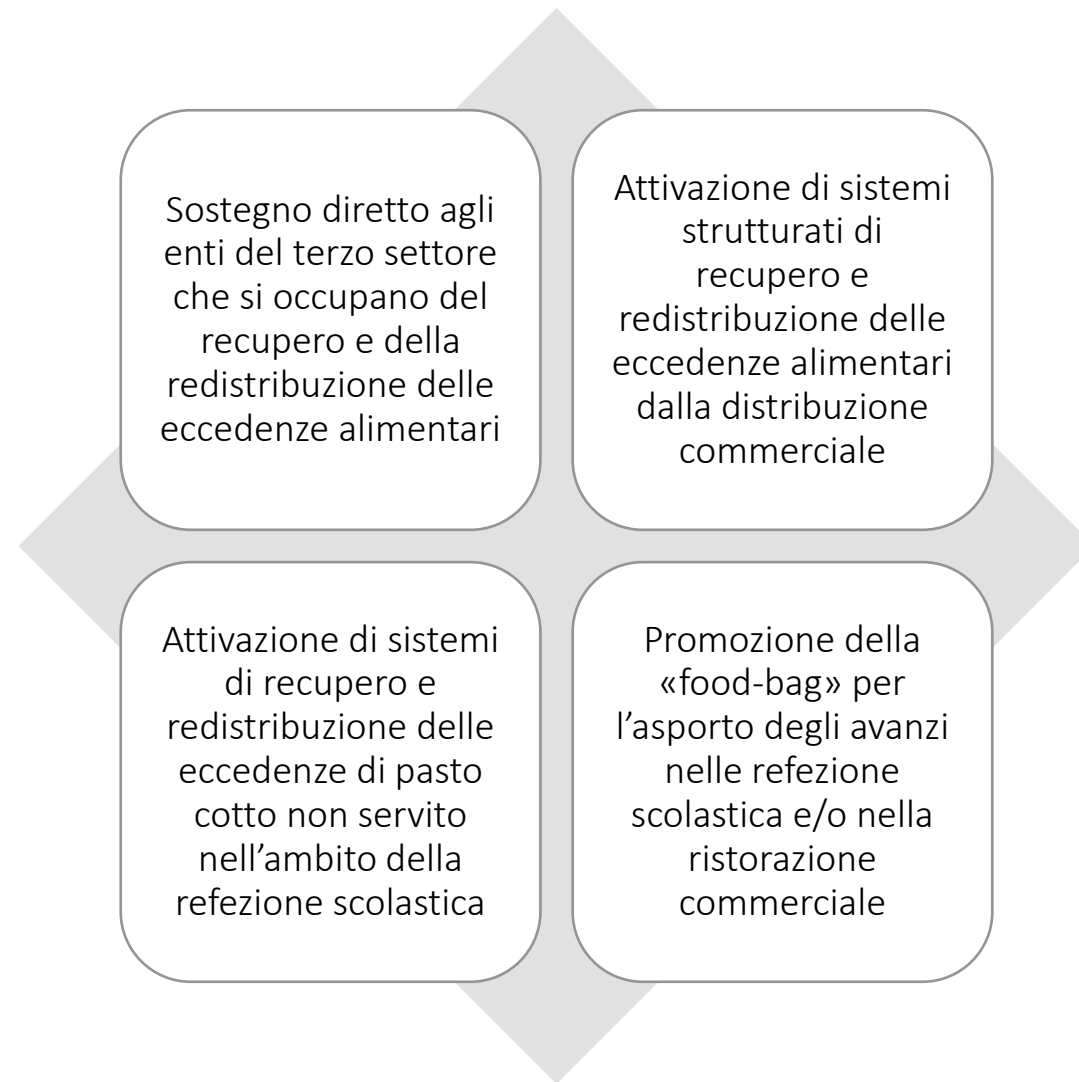 Sostegno diretto agli
enti del terzo settore
che si occupano del
recupero e della
redistribuzione delle
eccedenze alimentari
Attivazione di sistemi
strutturati di
recupero e
redistribuzione delle
eccedenze alimentari
dalla distribuzione
commerciale
Attivazione di sistemi
di recupero e
redistribuzione delle
eccedenze di pasto
cotto non servito
nell’ambito della
refezione scolastica
Promozione della
«food-bag» per
l’asporto degli avanzi
nelle refezione
scolastica e/o nella
ristorazione
commerciale